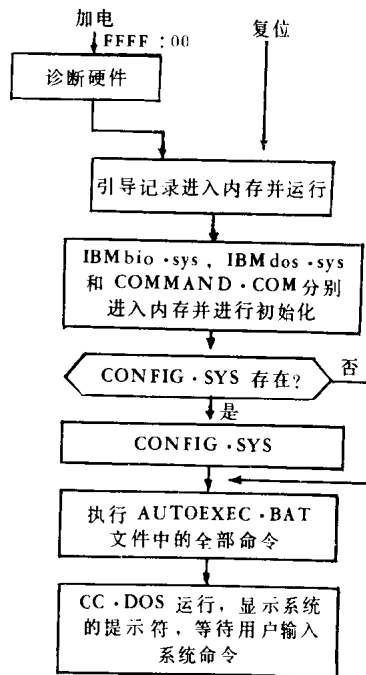 加电
FFFF：00
复位
诊断硬件
引导记录进入内存并运行
IBMbio·sys，IBMdos·sys
和 COMMAND·COM分别
进入内存并进行初始化
CONFIG·SYS 存在？
否
是
CONFIG·SYS
执行 AUTOEXEC·BAT
文件中的全部命令
CC·DOS 运行，显示系统
的提示符，等待用户输入
系统命令